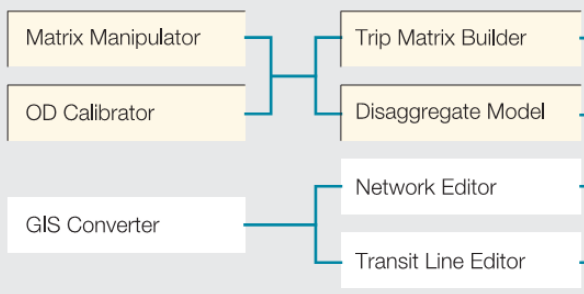 Matrix Manipulator
Trip Matrix Builder
OD Calibrator
Disaggregate Model
Network Editor
GIS Converter
Transit Line Editor